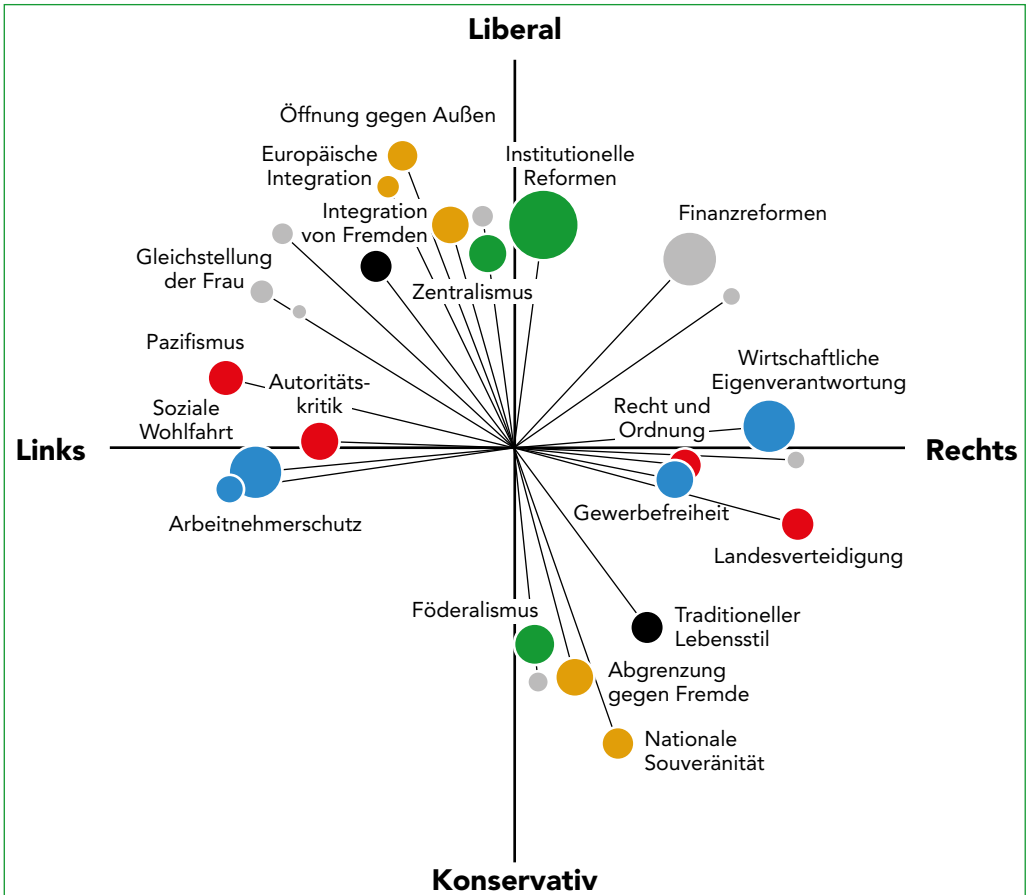 Liberal
Öffnung gegen Außen
Europäische
Integration
Institutionelle
Reformen
Integration
von Fremden
Finanzreformen
Gleichstellung
der Frau
Zentralismus
Pazifismus
Autoritäts-
kritik
Wirtschaftliche
Eigenverantwortung
Soziale
Wohlfahrt
Recht und
Ordnung
Links
Rechts
Arbeitnehmerschutz
Gewerbefreiheit
Landesverteidigung
Föderalismus
Traditioneller
Lebensstil
Abgrenzung
gegen Fremde
Nationale
Souveränität
Konservativ